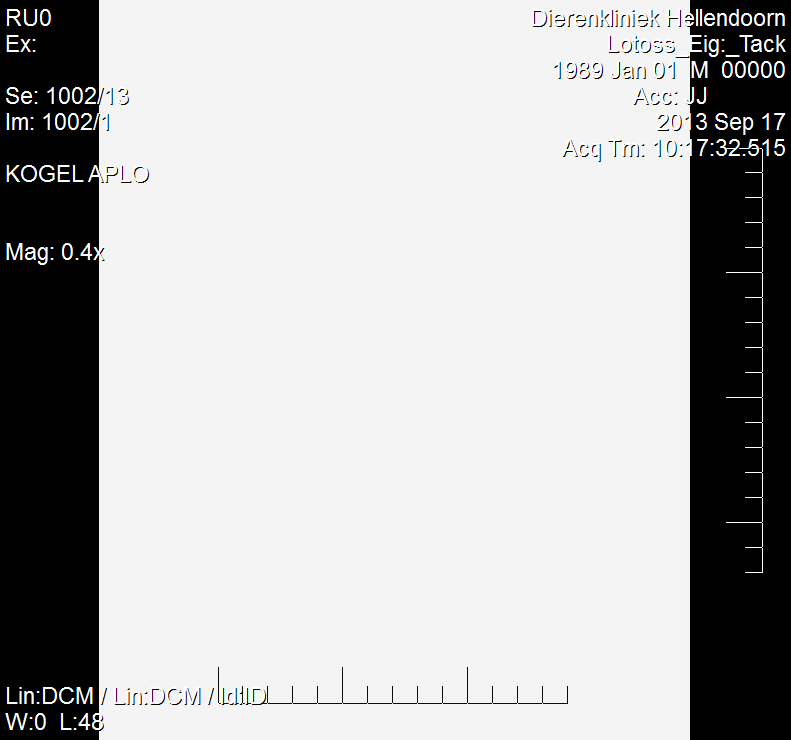 RU0
Ex:
Se: 1002/13
Im: 1002/1
KOGEL APLO
Mag: 0.4x
Dierenkliniek Hellendoorn
Lotoss_Eig:_Tack
1989 Jan 01 M 00000
Acc: JJ
2013 Sep 17
Acq Tm: 10:17:32.515
Lin:DCM / Lin:DCM / Id:ID
W:0 L:48